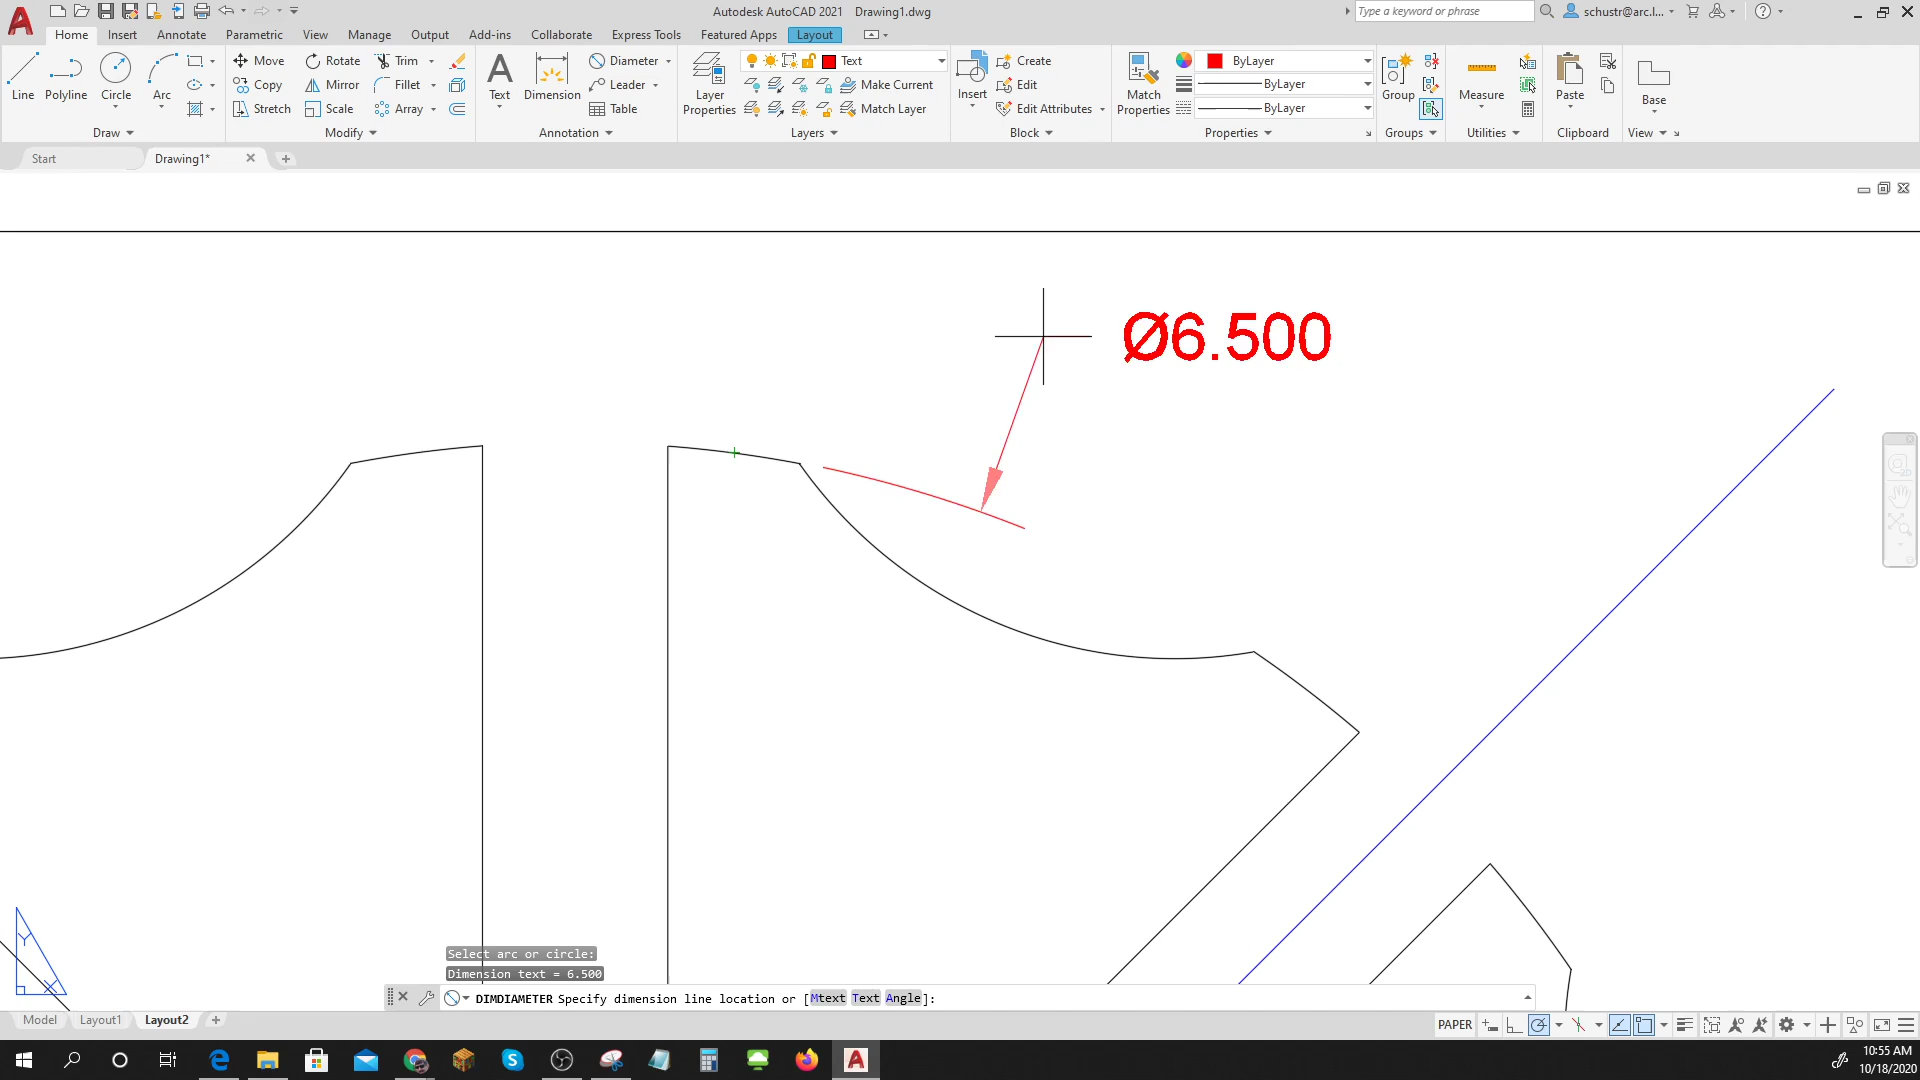 Autodesk AutoCAD 2021 Drawing1.dwg
Type a keyword or phrase
schustr@arc.l...
Home Insert Annotate Parametric View Manage Output Add-ins Collaborate Express Tools Featured Apps Layout
Line Polyline Circle Arc
Draw
Move Rotate Trim
Copy Mirror Fillet
Stretch Scale Array
Modify
Text Dimension
Diameter
Leader
Table
Annotation
Layer
Properties
Text
Make Current
Match Layer
Layers
Insert
Create
Edit
Edit Attributes
Block
Match
Properties
ByLayer
ByLayer
ByLayer
Properties
Group
Groups
Measure
Utilities
Paste
Clipboard
Base
View
Start Drawing1*
Ø6.500
Y
X
Select arc or circle:
Dimension text = 6.500
DIMDIAMETER Specify dimension line location or [Mtext Text Angle]:
Model Layout1 Layout2
PAPER
10:55 AM
10/18/2020